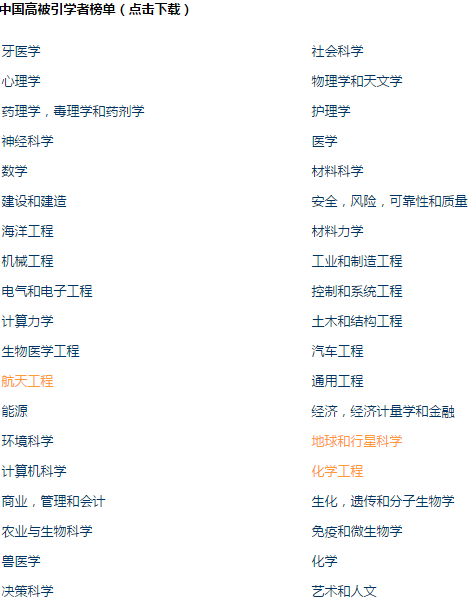 中国高被引学者榜单（点击下载）
牙医学 社会科学
心理学 物理学和天文学
药理学，毒理学和药剂学 护理学
神经科学 医学
数学 材料科学
建设和建造 安全，风险，可靠性和质量
海洋工程 材料力学
机械工程 工业和制造工程
电气和电子工程 控制和系统工程
计算力学 土木和结构工程
生物医学工程 汽车工程
航天工程 通用工程
能源 经济，经济计量学和金融
环境科学 地球和行星科学
计算机科学 化学工程
商业，管理和会计 生化，遗传和分子生物学
农业与生物科学 免疫和微生物学
兽医学 化学
决策科学 艺术和人文